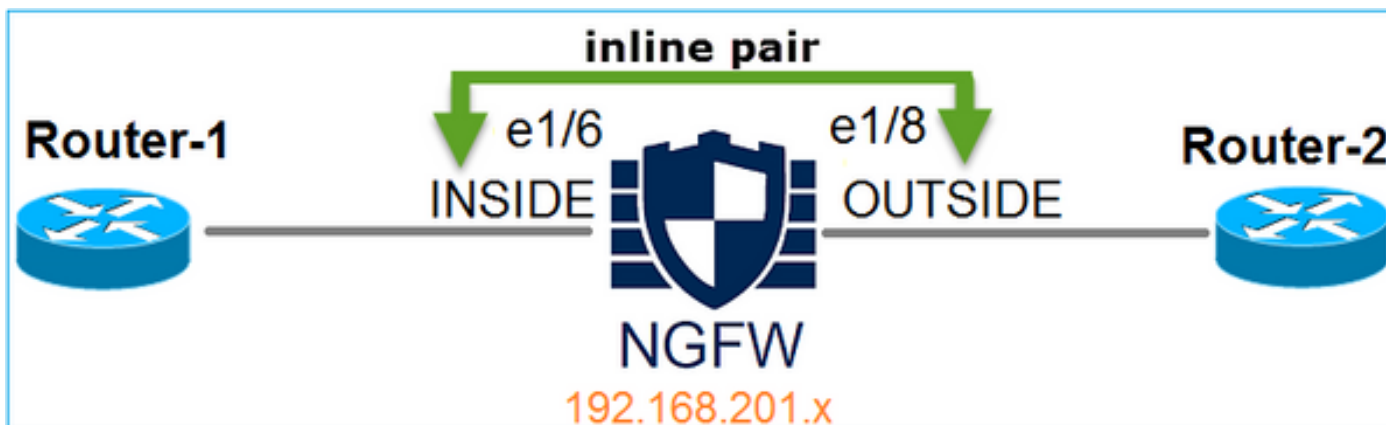 inline pair
Router-1
e1/6
e1/8
Router-2
INSIDE
OUTSIDE
NGFW
192.168.201.x